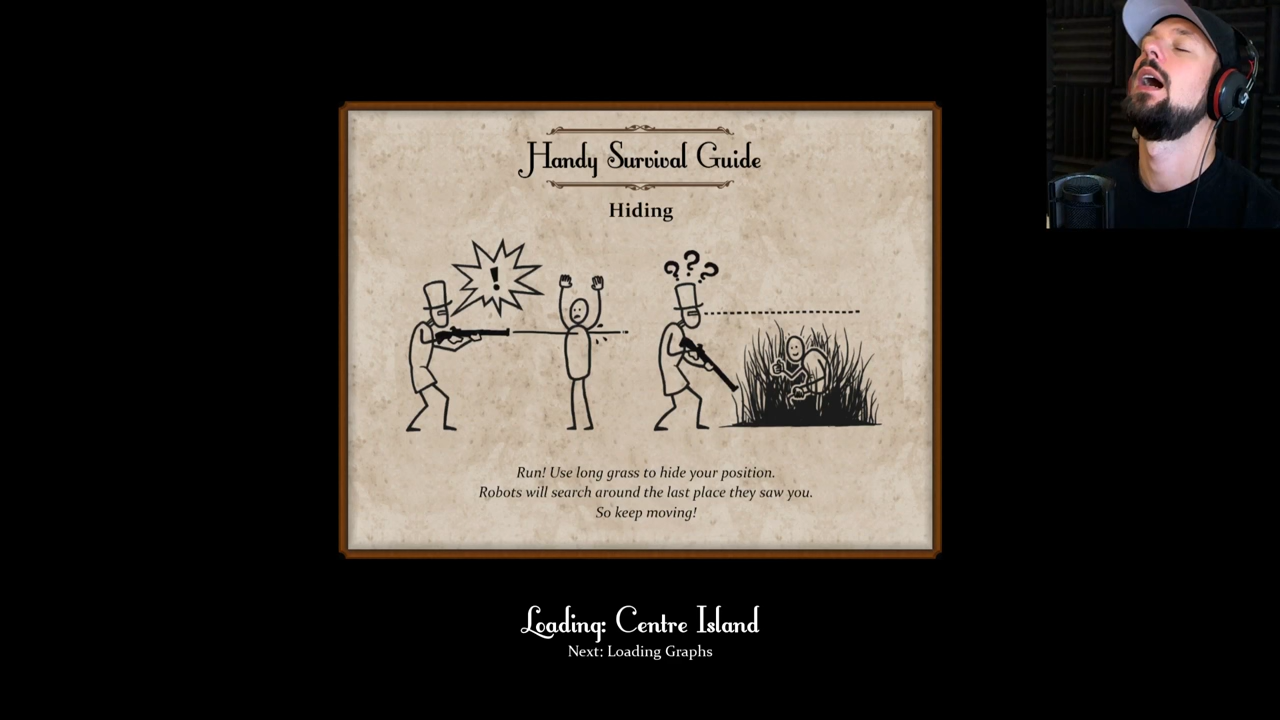 Handy Survival Guide
Hiding
!
? ? ?
Run! Use long grass to hide your position.
Robots will search around the last place they saw you.
So keep moving!
Loading: Centre Island
Next: Loading Graphs